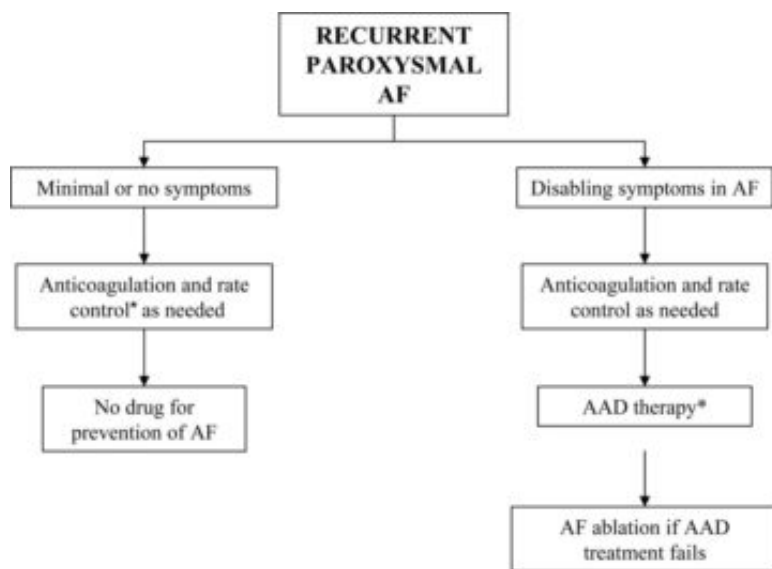 RECURRENT
PAROXYSMAL
AF
Minimal or no symptoms
Disabling symptoms in AF
Anticoagulation and rate
control* as needed
Anticoagulation and rate
control as needed
No drug for
prevention of AF
AAD therapy*
AF ablation if AAD
treatment fails